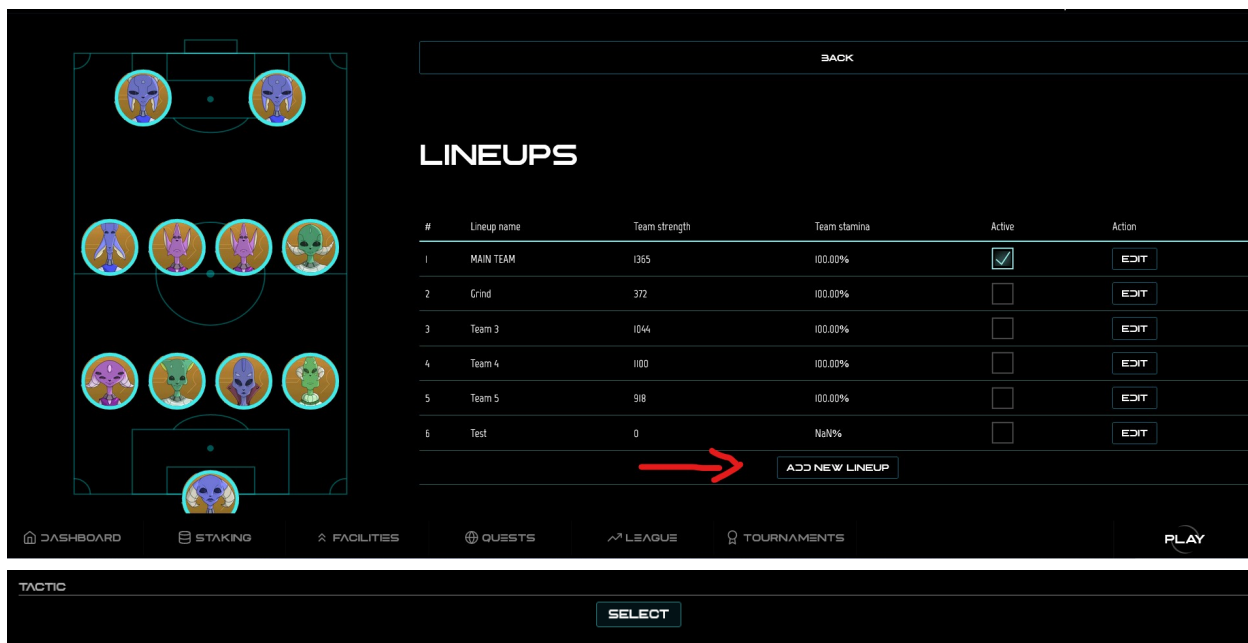 BACK
LINEUPS
# Lineup name Team strength Team stamina Active Action
1 MAIN TEAM 1365 100.00% EDIT
2 Grind 372 100.00% EDIT
3 Team 3 1044 100.00% EDIT
4 Team 4 1100 100.00% EDIT
5 Team 5 918 100.00% EDIT
6 Test 0 NaN% EDIT
ADD NEW LINEUP
DASHBOARD STAKING FACILITIES QUESTS LEAGUE TOURNAMENTS PLAY
TACTIC
SELECT